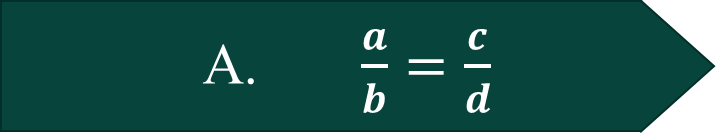 A. a/b = c/d